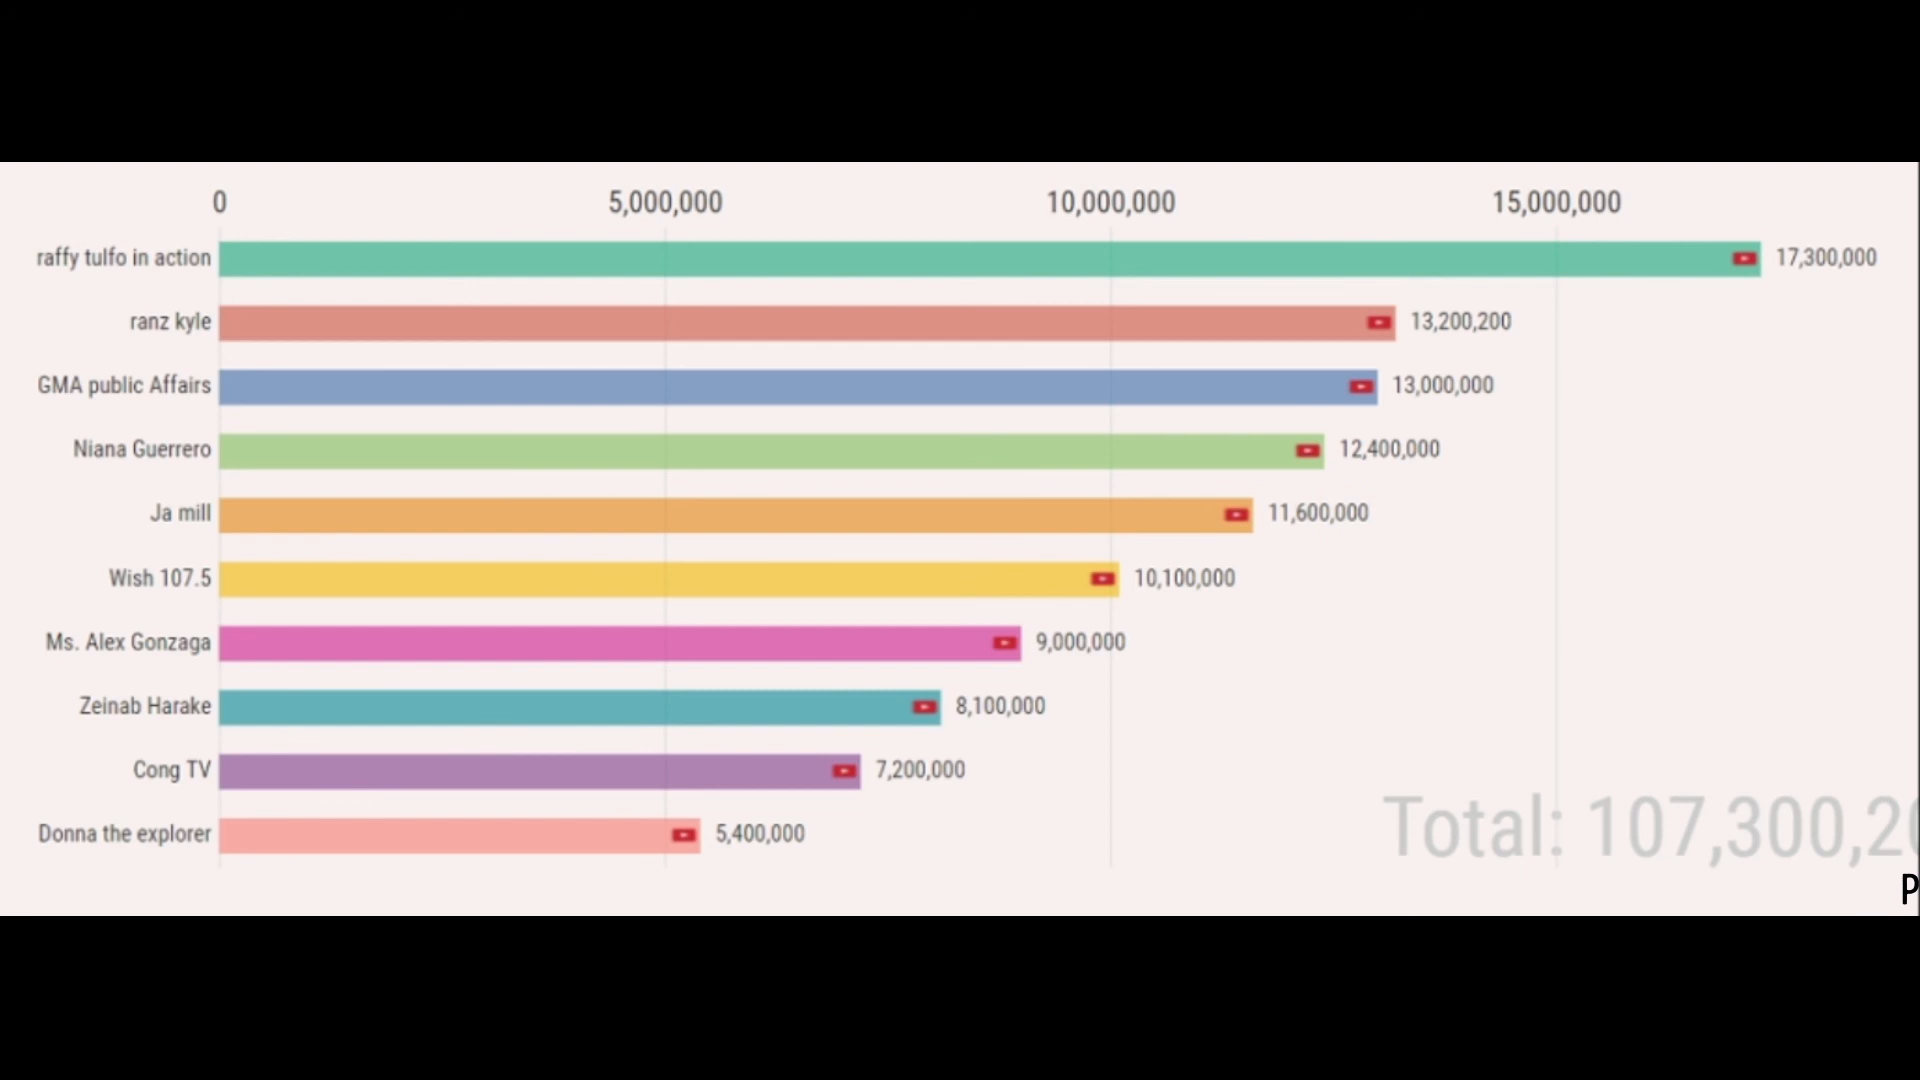 0 5,000,000 10,000,000 15,000,000
raffy tulfo in action 17,300,000
ranz kyle 13,200,200
GMA public Affairs 13,000,000
Niana Guerrero 12,400,000
Ja mill 11,600,000
Wish 107.5 10,100,000
Ms. Alex Gonzaga 9,000,000
Zeinab Harake 8,100,000
Cong TV 7,200,000
Donna the explorer 5,400,000
Total: 107,300,20
P